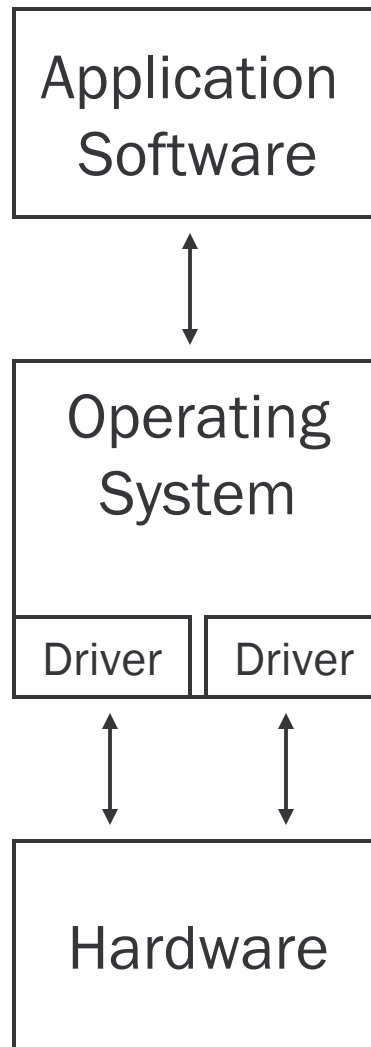 Application
Software
Operating
System
Driver Driver
Hardware